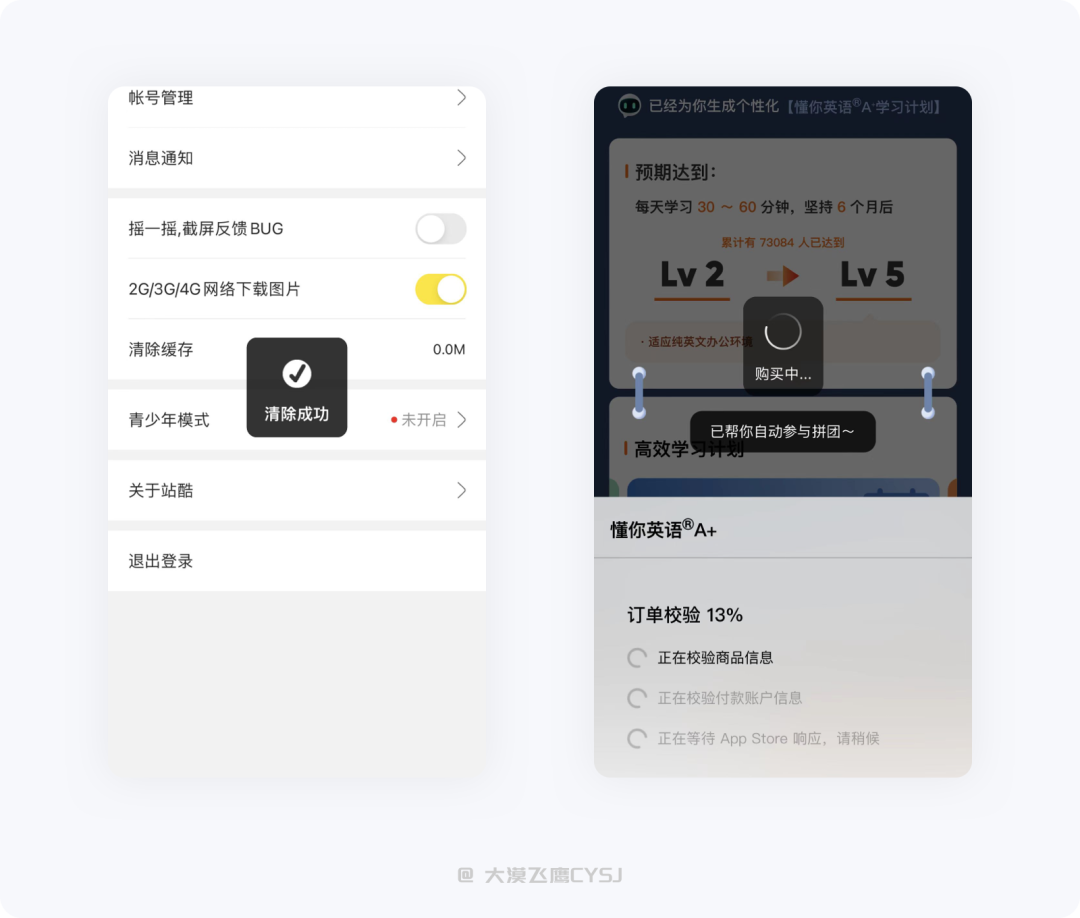 帐号管理
消息通知
摇一摇,截屏反馈BUG
2G/3G/4G网络下载图片
清除缓存
0.0M
清除成功
青少年模式
未开启
关于站酷
退出登录
已经为你生成个性化【懂你英语®A+学习计划】
预期达到：
每天学习 30 ～ 60 分钟，坚持 6 个月后
累计有 73084 人已达到
Lv 2
Lv 5
· 适应纯英文办公环境
购买中...
已帮你自动参与拼团～
高效学习计划
懂你英语®A+
订单校验 13%
正在校验商品信息
正在校验付款账户信息
正在等待 App Store 响应，请稍候
@ 大漠飞鹰CYSJ